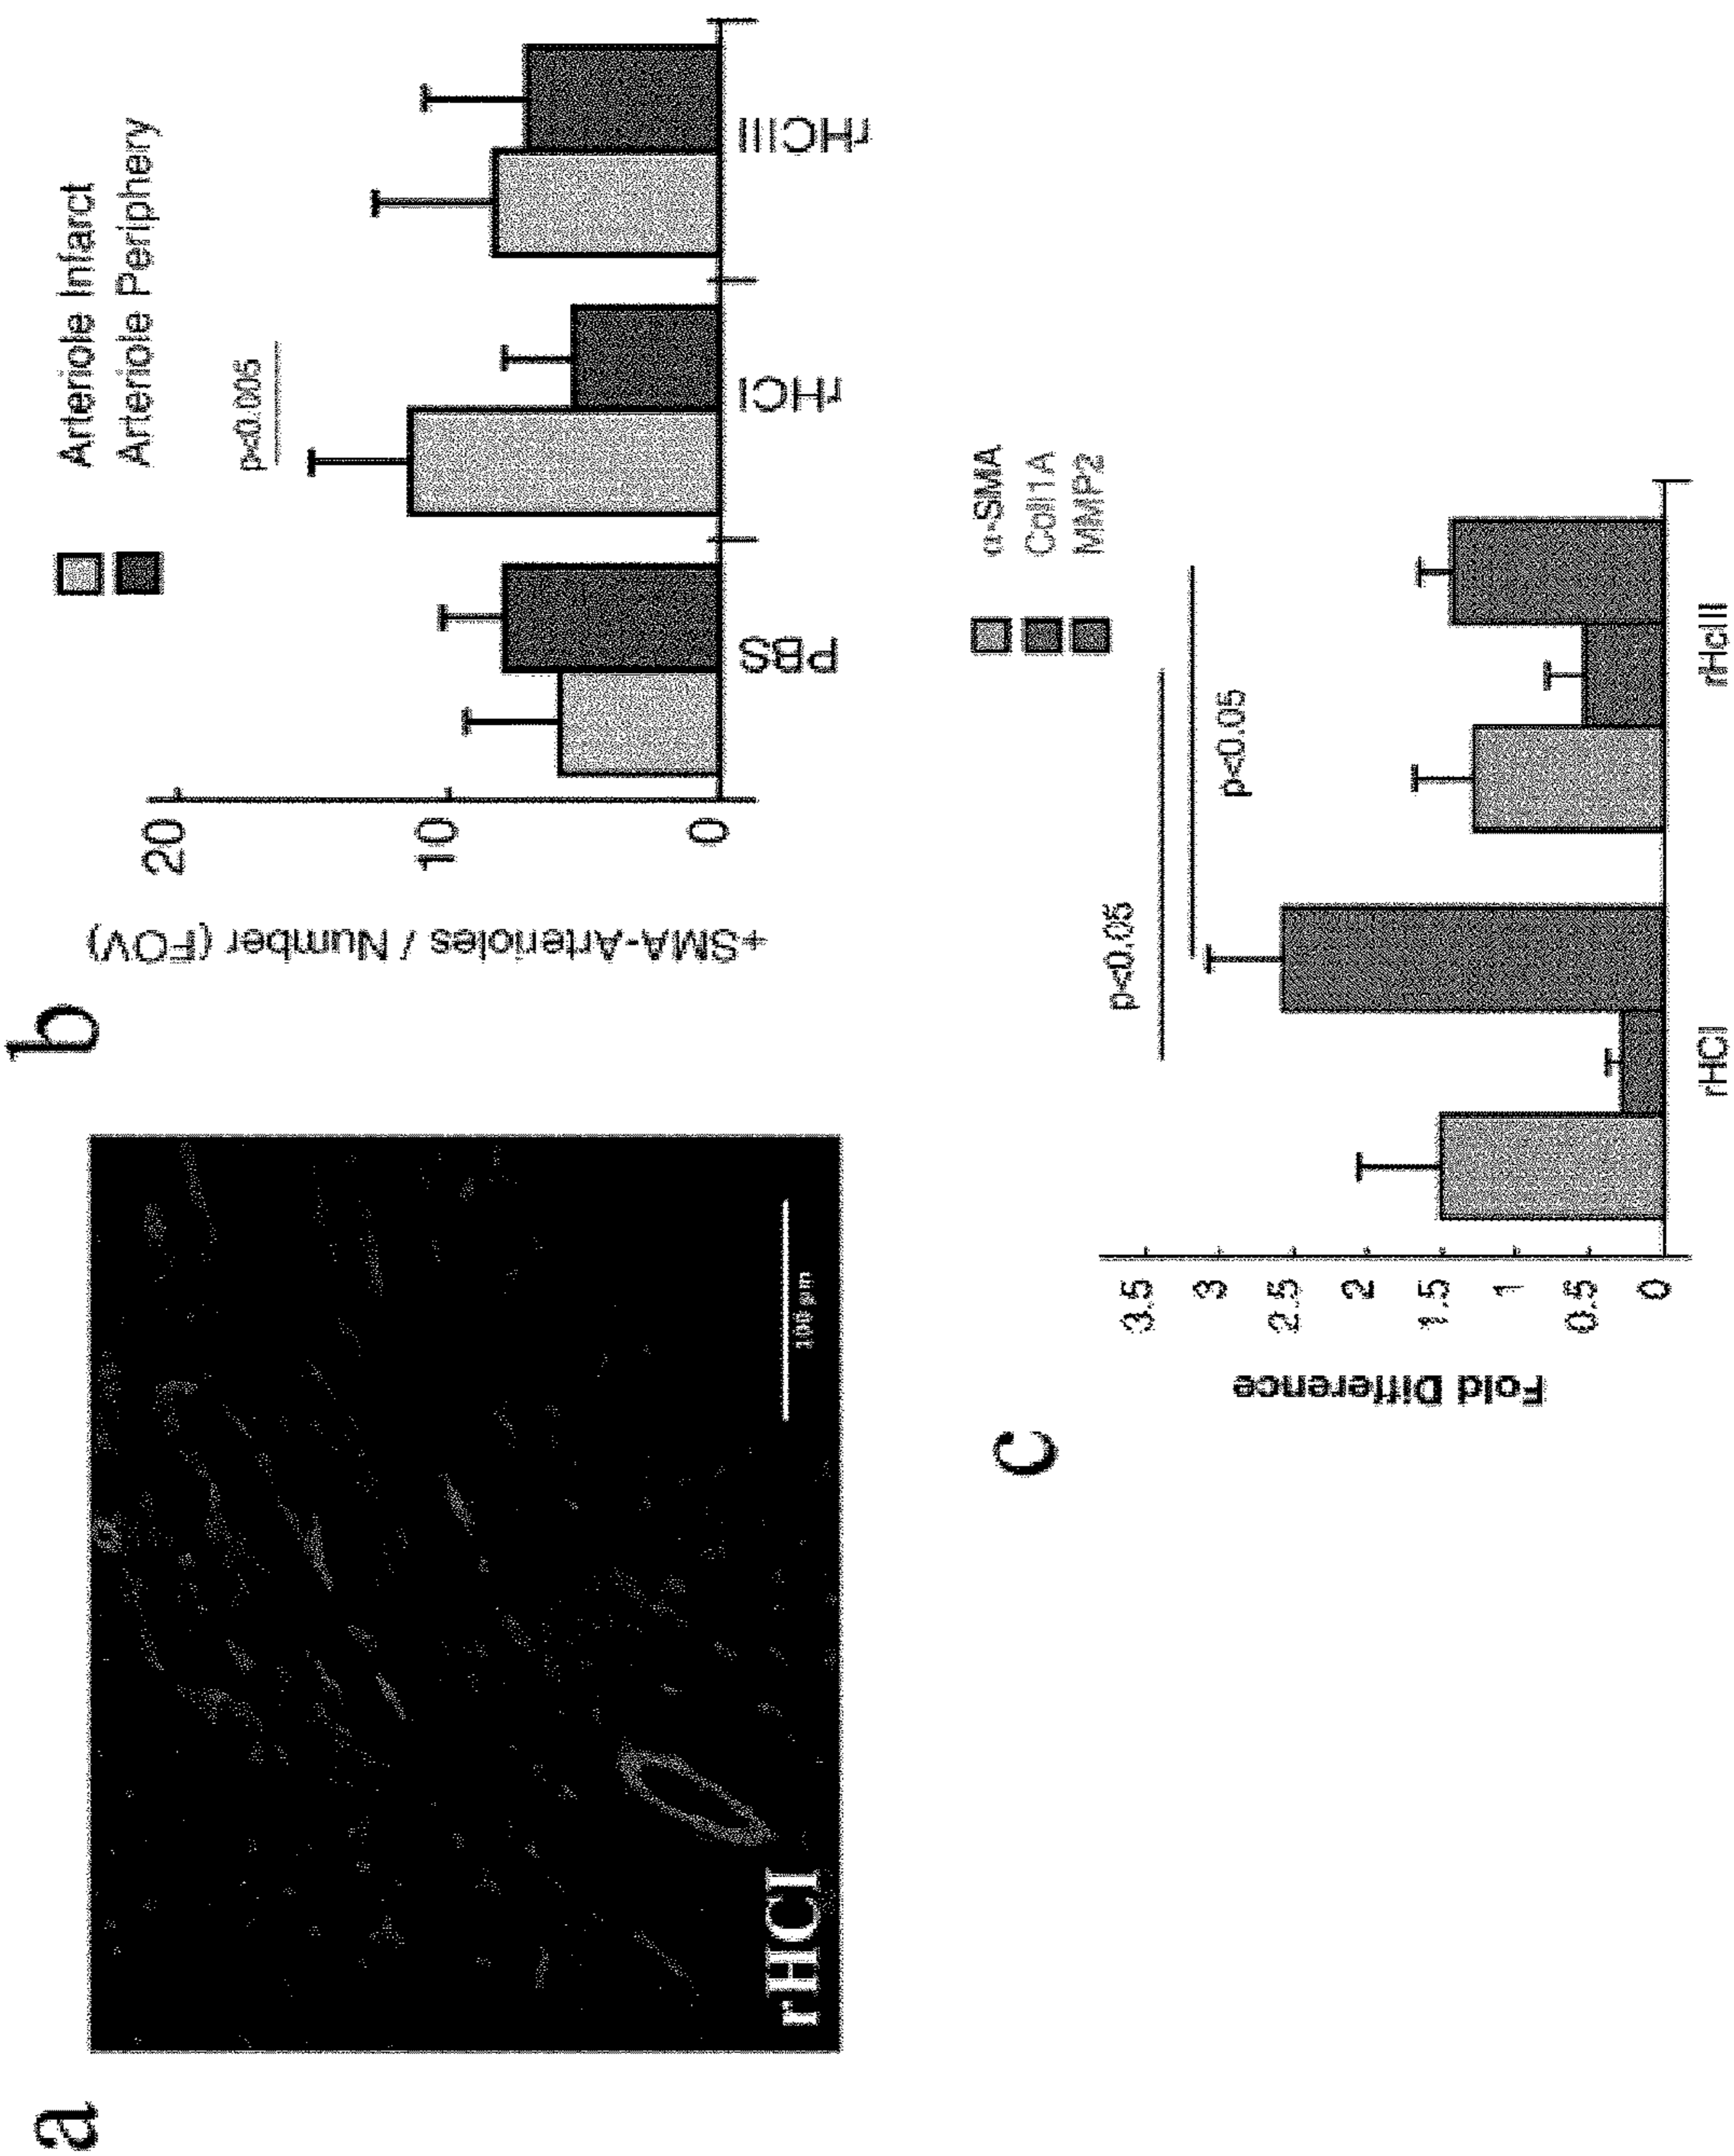 a
rHCI
100 µm
b
+SMA-Arterioles / Number (FOV)
20
10
0
Arteriole Infarct
Arteriole Periphery
p<0.005
PBS
rHCI
rHCIII
c
Fold Difference
3.5
3
2.5
2
1.5
1
0.5
0
α-SMA
Coll1A
MMP2
p<0.05
p<0.05
rHCI
rHcIII